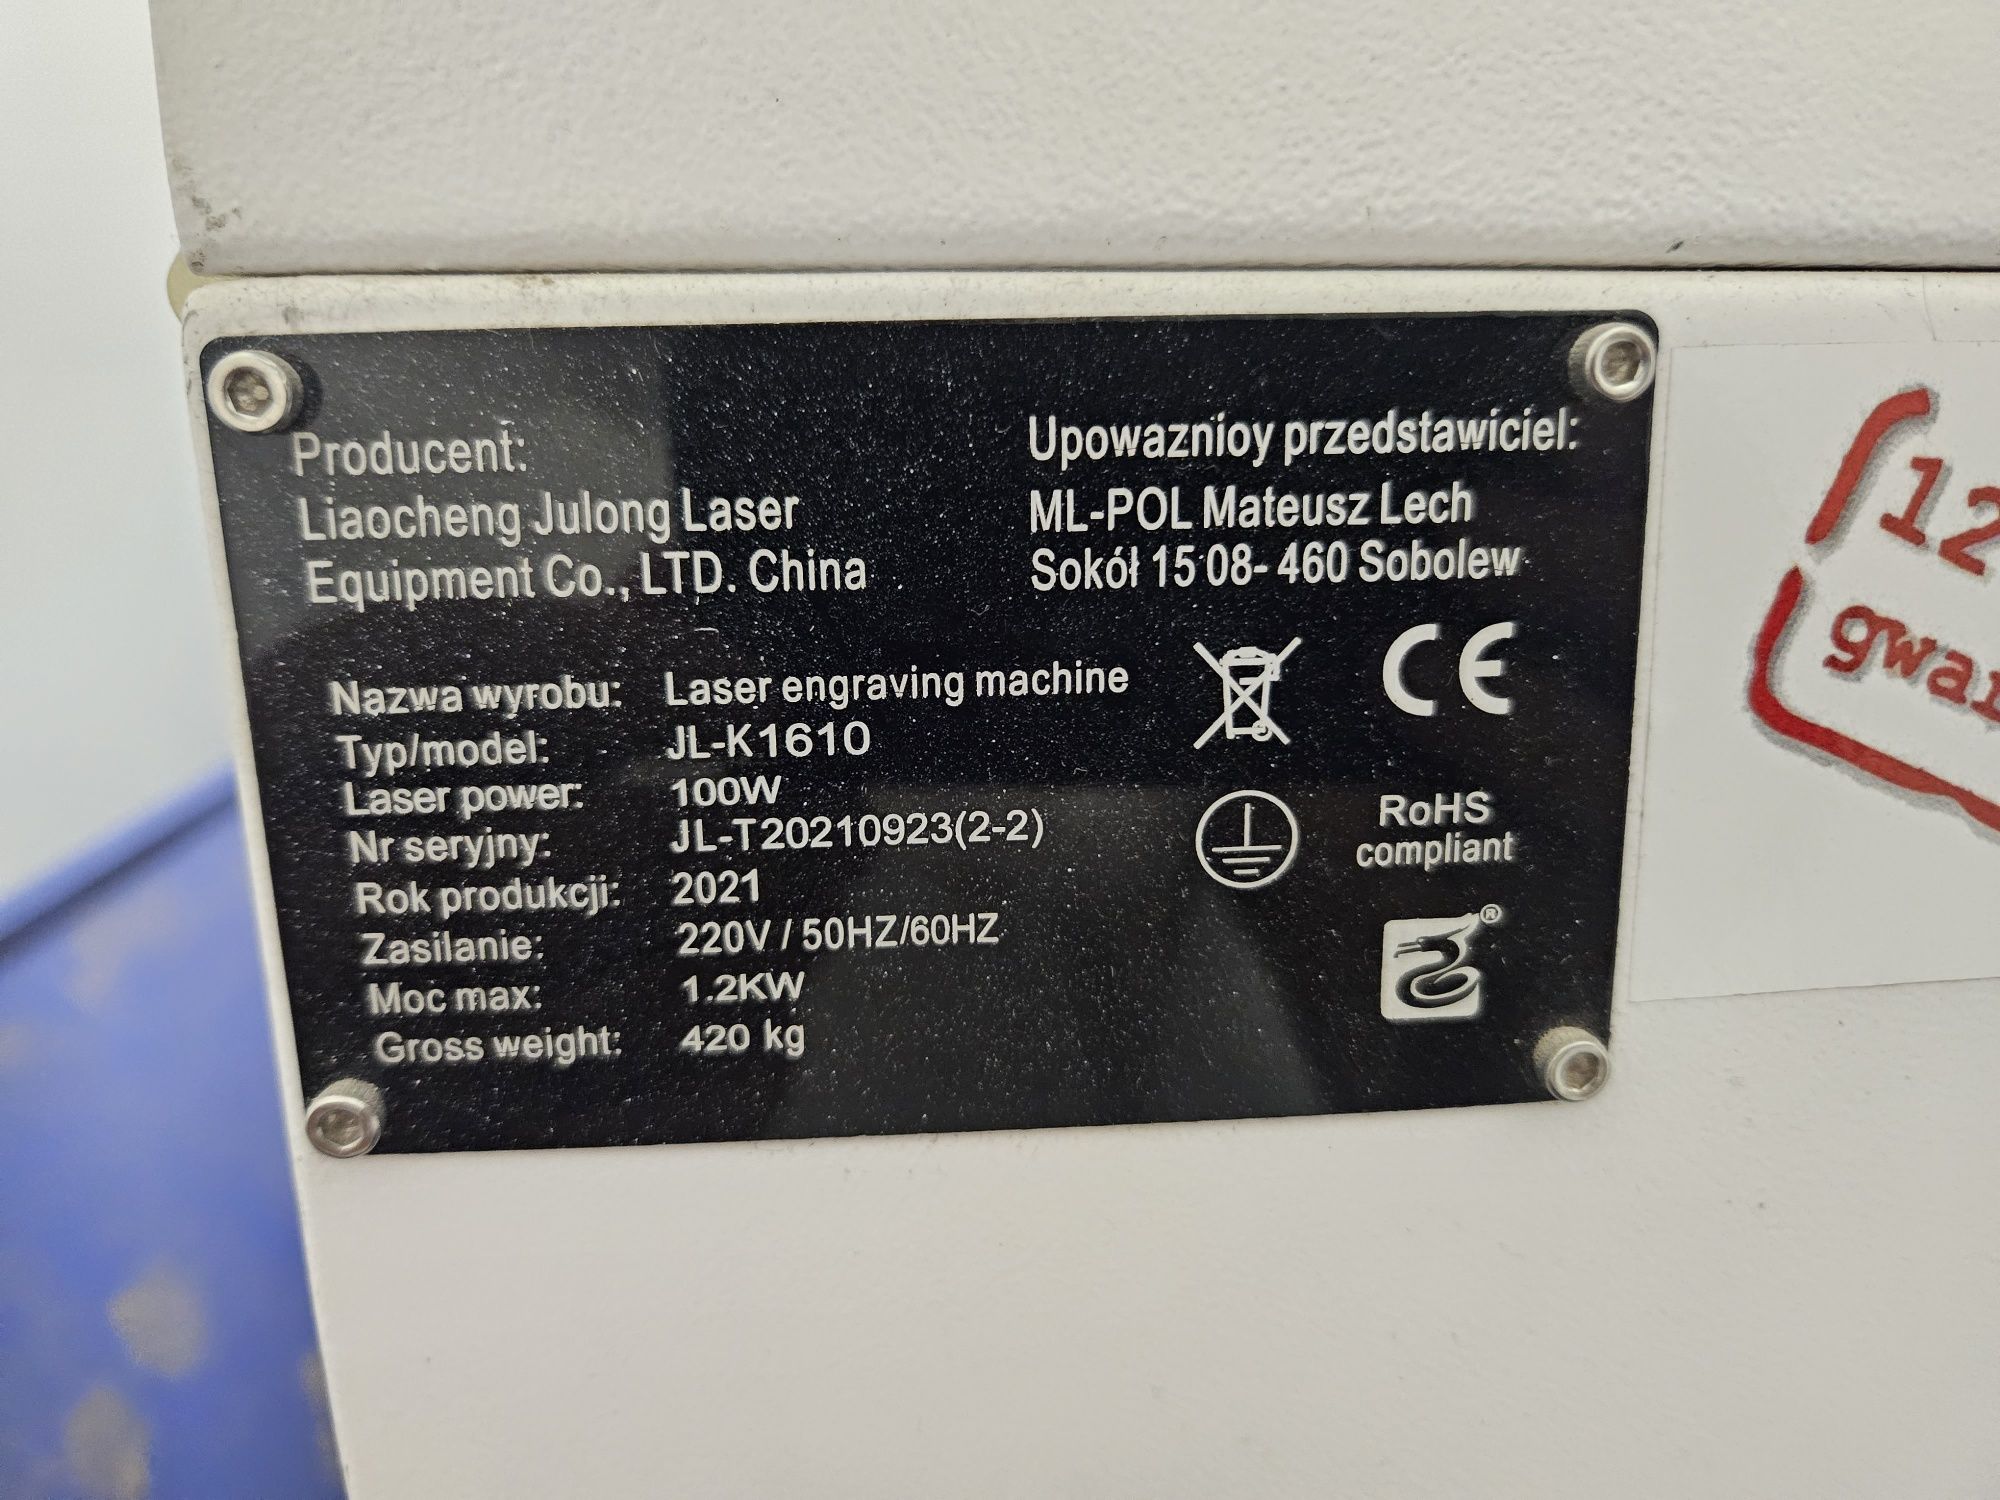 Producent:
Liaocheng Julong Laser
Equipment Co., LTD. China
Upowaznioy przedstawiciel:
ML-POL Mateusz Lech
Sokół 15 08- 460 Sobolew
Nazwa wyrobu: Laser engraving machine
Typ/model: JL-K1610
Laser power: 100W
Nr seryjny: JL-T20210923(2-2)
Rok produkcji: 2021
Zasilanie: 220V / 50HZ/60HZ
Moc max: 1.2KW
Gross weight: 420 kg
CE
RoHS
compliant
®
12